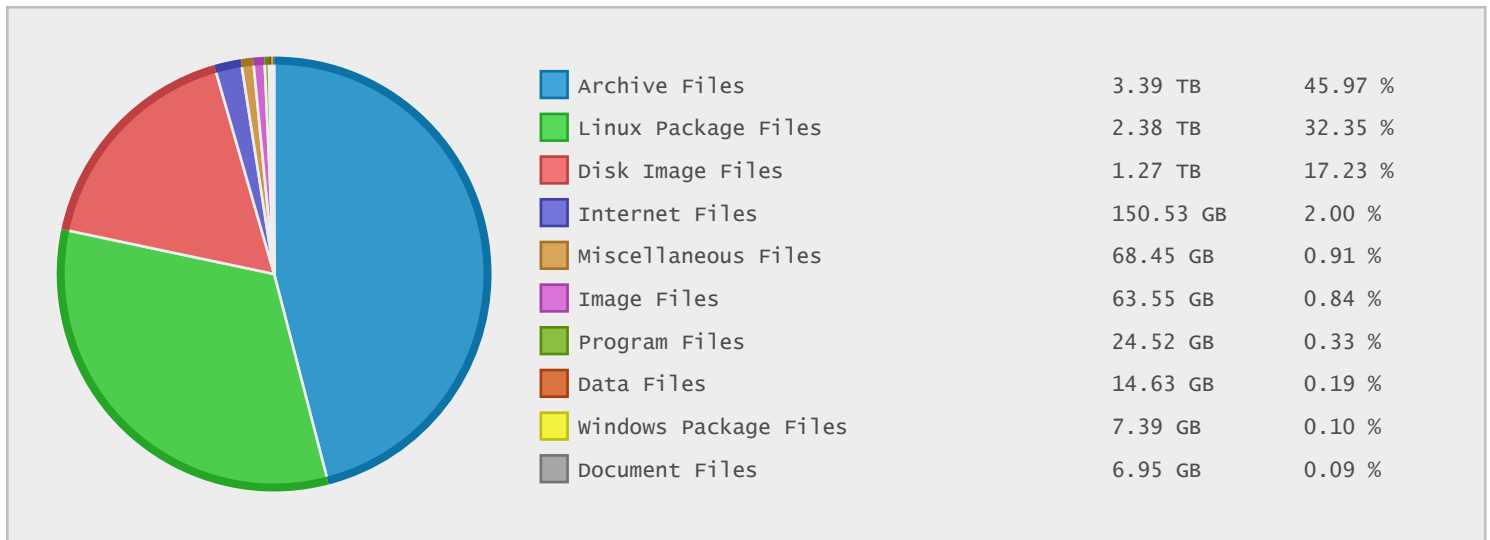 Archive Files 3.39 TB 45.97 %
Linux Package Files 2.38 TB 32.35 %
Disk Image Files 1.27 TB 17.23 %
Internet Files 150.53 GB 2.00 %
Miscellaneous Files 68.45 GB 0.91 %
Image Files 63.55 GB 0.84 %
Program Files 24.52 GB 0.33 %
Data Files 14.63 GB 0.19 %
Windows Package Files 7.39 GB 0.10 %
Document Files 6.95 GB 0.09 %